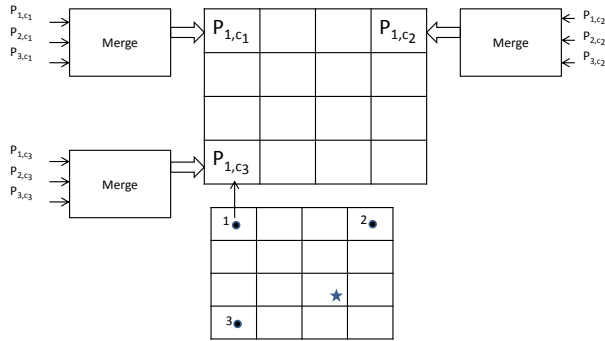 P1,c1
P2,c1
P3,c1
Merge
P1,c1
P1,c2
Merge
P1,c2
P2,c2
P3,c2
P1,c3
P2,c3
P3,c3
Merge
P1,c3
1
2
3